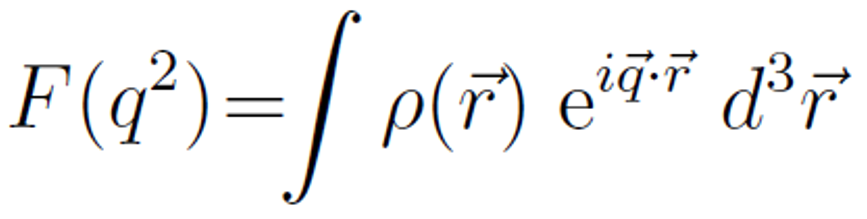 F(q²)=∫ ρ(r⃗) e^{iq⃗·r⃗} d³r⃗